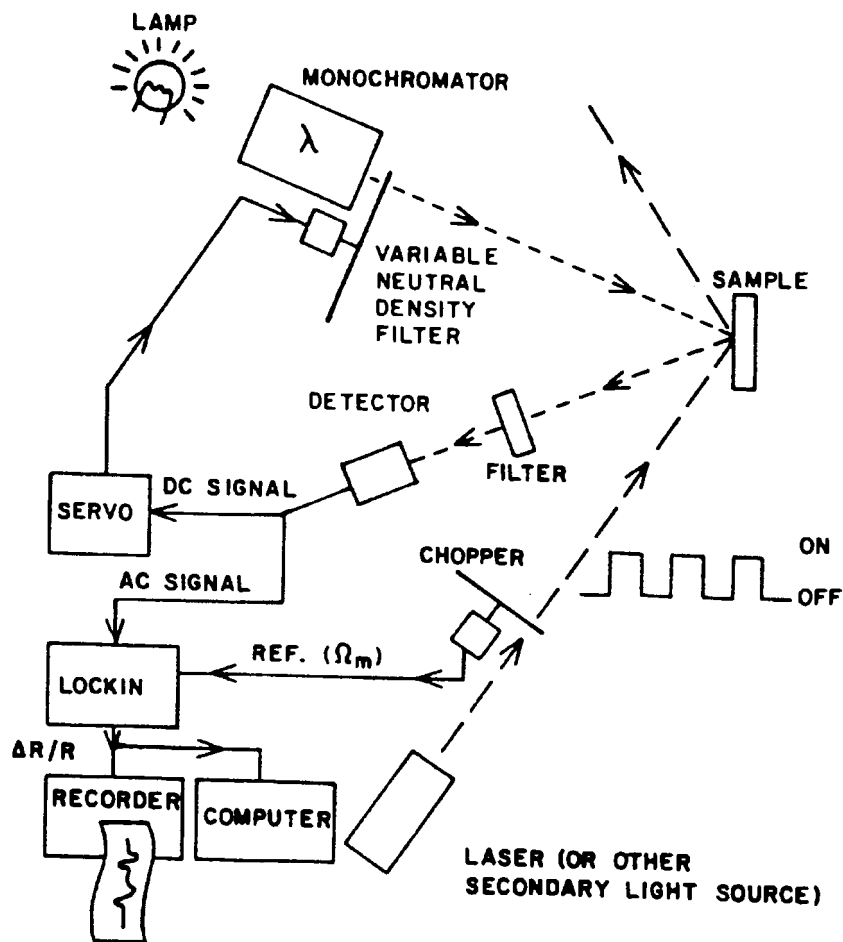 LAMP
MONOCHROMATOR
λ
VARIABLE
NEUTRAL
DENSITY
FILTER
SAMPLE
DETECTOR
FILTER
DC SIGNAL
SERVO
CHOPPER
ON
OFF
AC SIGNAL
REF. (Ωm)
LOCKIN
ΔR/R
RECORDER
COMPUTER
LASER (OR OTHER
SECONDARY LIGHT SOURCE)